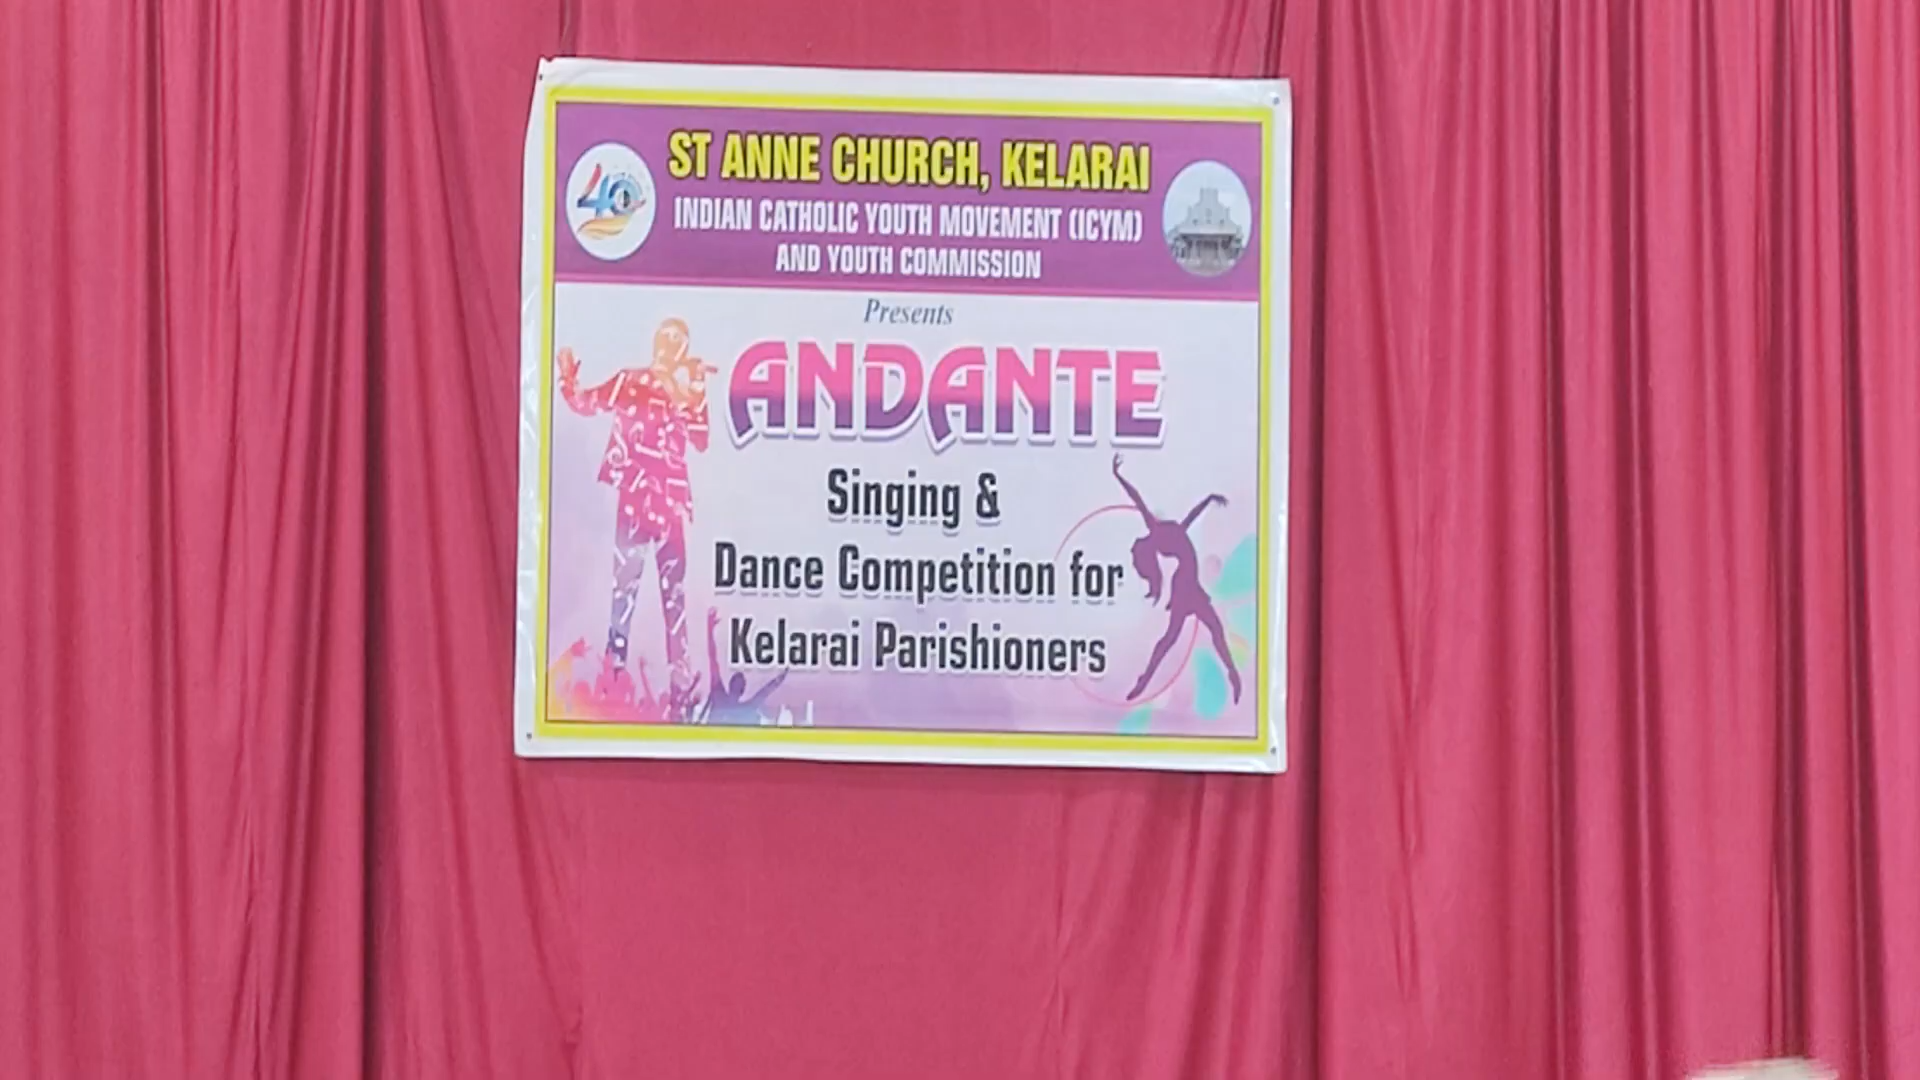 ST ANNE CHURCH, KELARAI
INDIAN CATHOLIC YOUTH MOVEMENT (ICYM)
AND YOUTH COMMISSION
Presents
ANDANTE
Singing &
Dance Competition for
Kelarai Parishioners
40